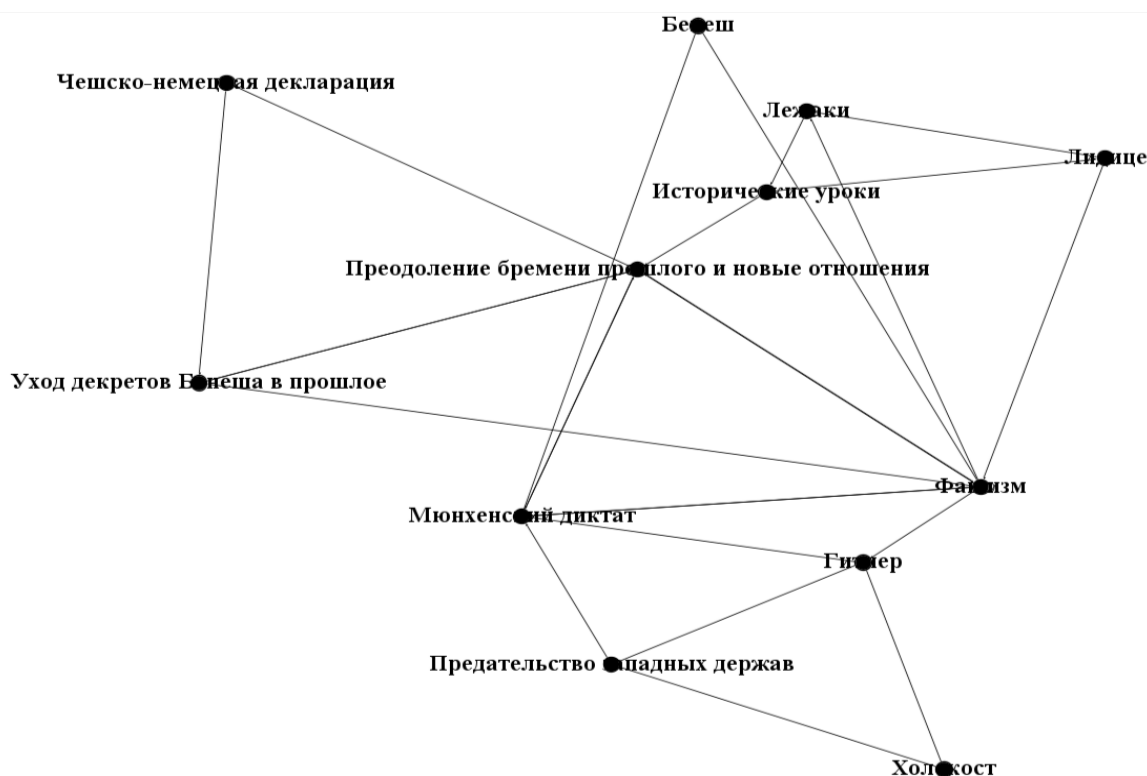 Бенеш
Чешско-немецкая декларация
Лежаки
Лидице
Исторические уроки
Преодоление бремени прошлого и новые отношения
Уход декретов Бенеша в прошлое
Фашизм
Мюнхенский диктат
Гитлер
Предательство западных держав
Холокост